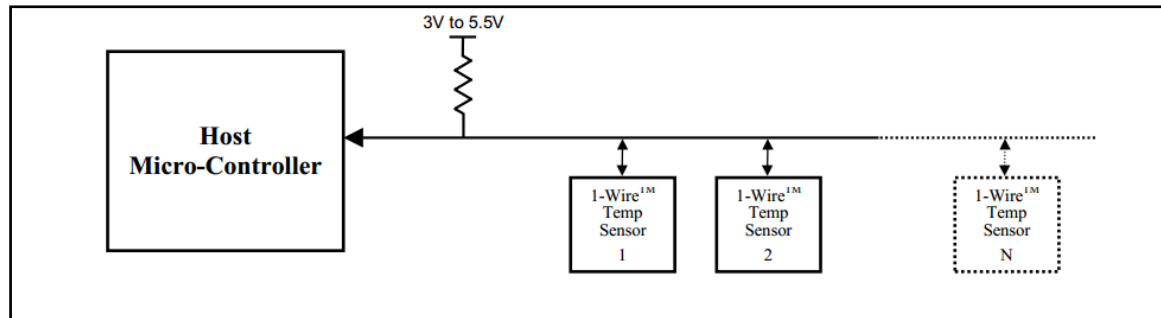 3V to 5.5V
Host
Micro-Controller
1-Wire™
Temp
Sensor
1
1-Wire™
Temp
Sensor
2
1-Wire™
Temp
Sensor
N